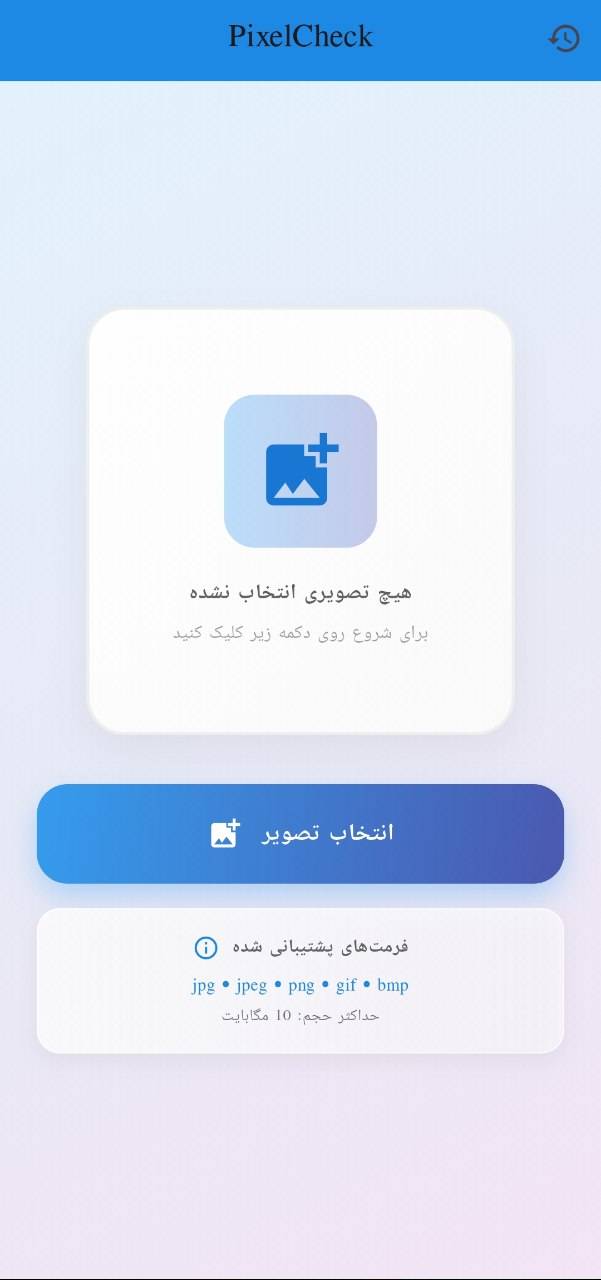 PixelCheck
هیچ تصویری انتخاب نشده
برای شروع روی دکمه زیر کلیک کنید
انتخاب تصویر
فرمت‌های پشتیبانی شده
jpg • jpeg • png • gif • bmp
حداکثر حجم: 10 مگابایت